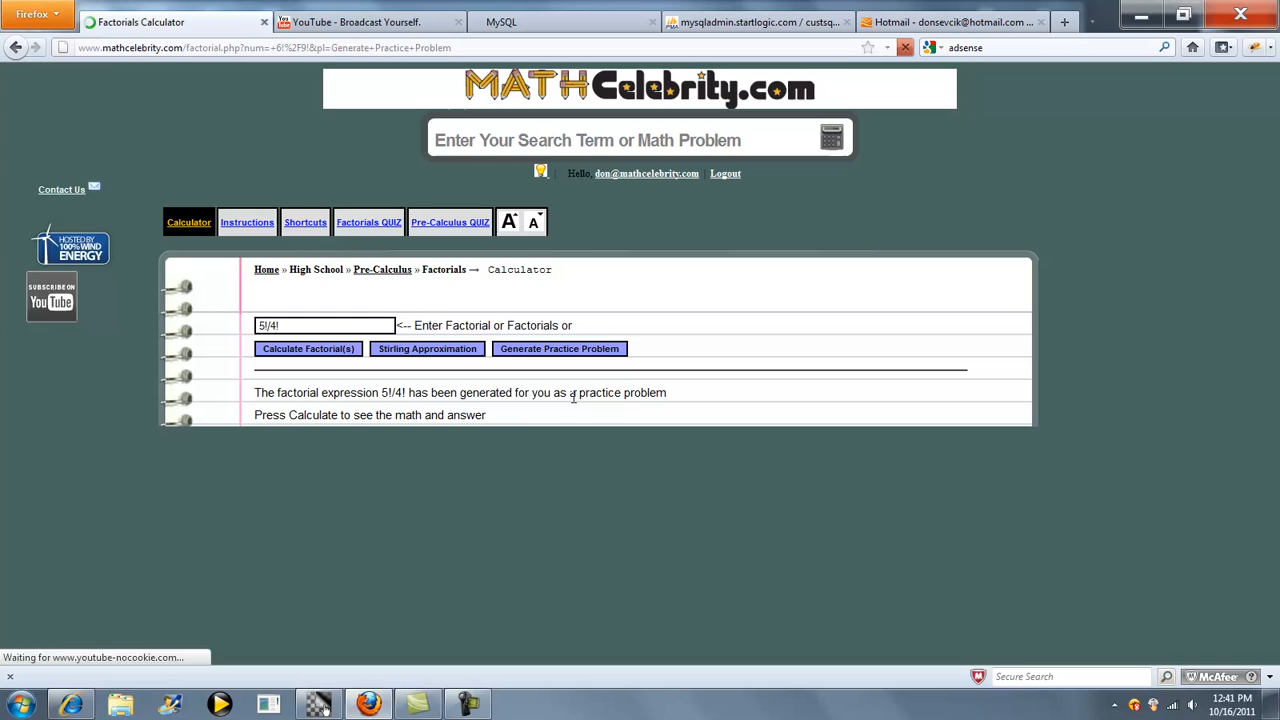 Firefox
Factorials Calculator
YouTube - Broadcast Yourself.
MySQL
mysqladmin.startlogic.com / custsq...
Hotmail - donsevcik@hotmail.com ...
www.mathcelebrity.com/factorial.php?num=+6!%2F9!&pl=Generate+Practice+Problem
adsense
MATHCelebrity.com
Enter Your Search Term or Math Problem
Hello, don@mathcelebrity.com | Logout
Contact Us
Calculator Instructions Shortcuts Factorials QUIZ Pre-Calculus QUIZ A A
HOSTED BY
100% WIND
ENERGY
SUBSCRIBE ON
YouTube
Home » High School » Pre-Calculus » Factorials → Calculator
5!/4! <-- Enter Factorial or Factorials or
Calculate Factorial(s) Stirling Approximation Generate Practice Problem
The factorial expression 5!/4! has been generated for you as a practice problem
Press Calculate to see the math and answer
Waiting for www.youtube-nocookie.com...
Secure Search
McAfee
12:41 PM
10/16/2011